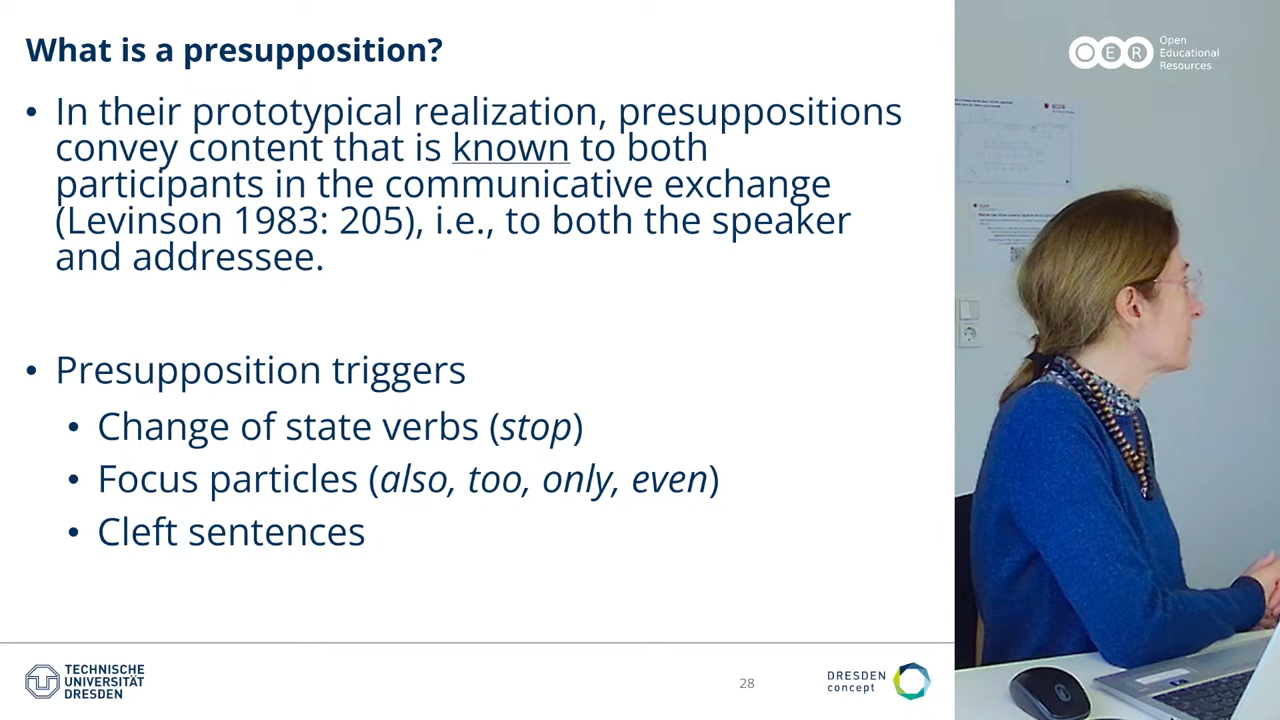 What is a presupposition?
• In their prototypical realization, presuppositions
convey content that is known to both
participants in the communicative exchange
(Levinson 1983: 205), i.e., to both the speaker
and addressee.
• Presupposition triggers
• Change of state verbs (stop)
• Focus particles (also, too, only, even)
• Cleft sentences
TECHNISCHE
UNIVERSITÄT
DRESDEN
28
DRESDEN
concept
OER
Open
Educational
Resources